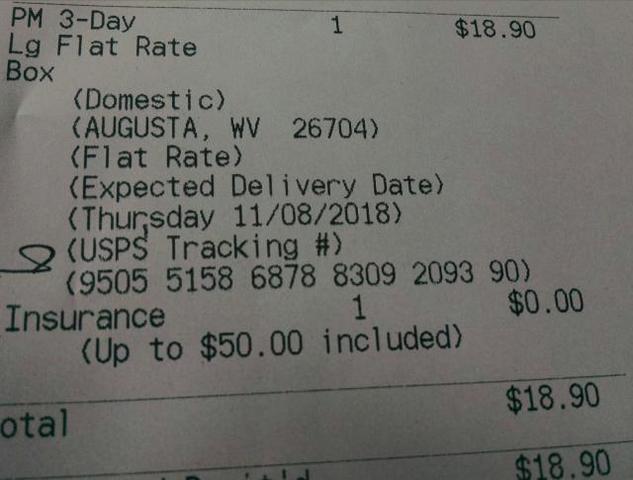 PM 3-Day 1 $18.90
Lg Flat Rate
Box
(Domestic)
(AUGUSTA, WV 26704)
(Flat Rate)
(Expected Delivery Date)
(Thursday 11/08/2018)
(USPS Tracking #)
(9505 5158 6878 8309 2093 90)
Insurance 1 $0.00
(Up to $50.00 included)
otal $18.90
$18.90